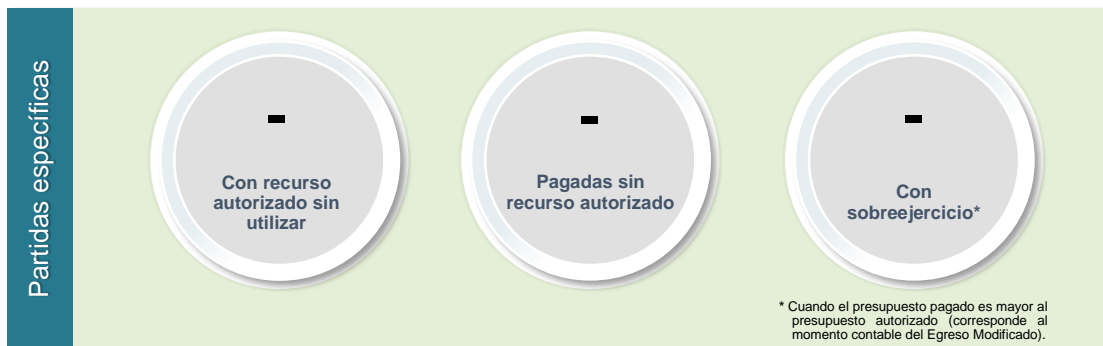 Partidas específicas
-
Con recurso
autorizado sin
utilizar
-
Pagadas sin
recurso autorizado
-
Con
sobreejercicio*
* Cuando el presupuesto pagado es mayor al
presupuesto autorizado (corresponde al
momento contable del Egreso Modificado).